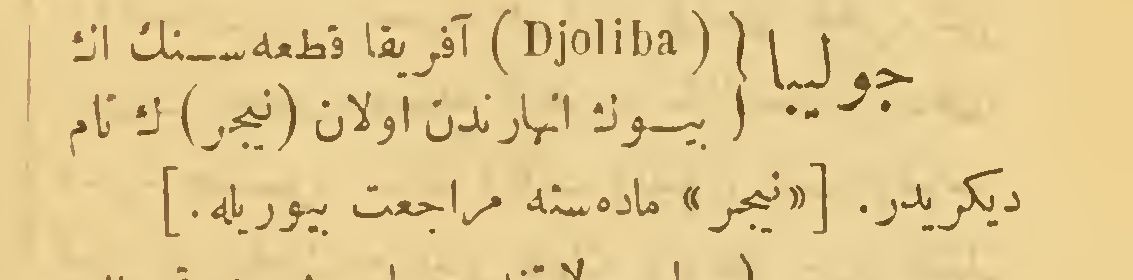 جوليبا (Djoliba) آفريقا قطعه‌سنك اك
بيوك انهارندن اولان (نيجر) ك نام
ديكريدر. [«نيجر» ماده‌سنه مراجعت بيوريله.]